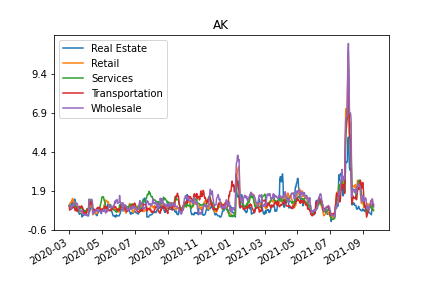 AK
Real Estate
Retail
Services
Transportation
Wholesale
9.4
6.9
4.4
1.9
-0.6
2020-03
2020-05
2020-07
2020-09
2020-11
2021-01
2021-03
2021-05
2021-07
2021-09